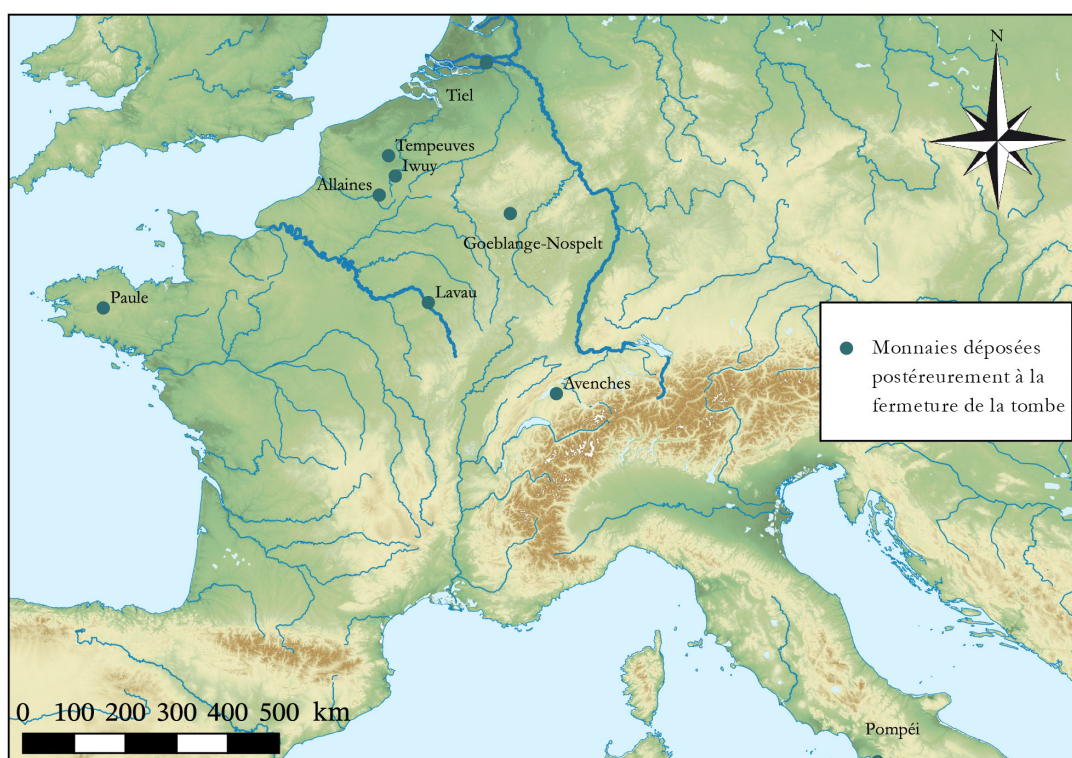 N
Tiel
Tempeuves
Iwuy
Allaines
Goeblange-Nospelt
Paule
Lavau
Monnaies déposées
postéreurement à la
fermeture de la tombe
Avenches
0 100 200 300 400 500 km
Pompéi